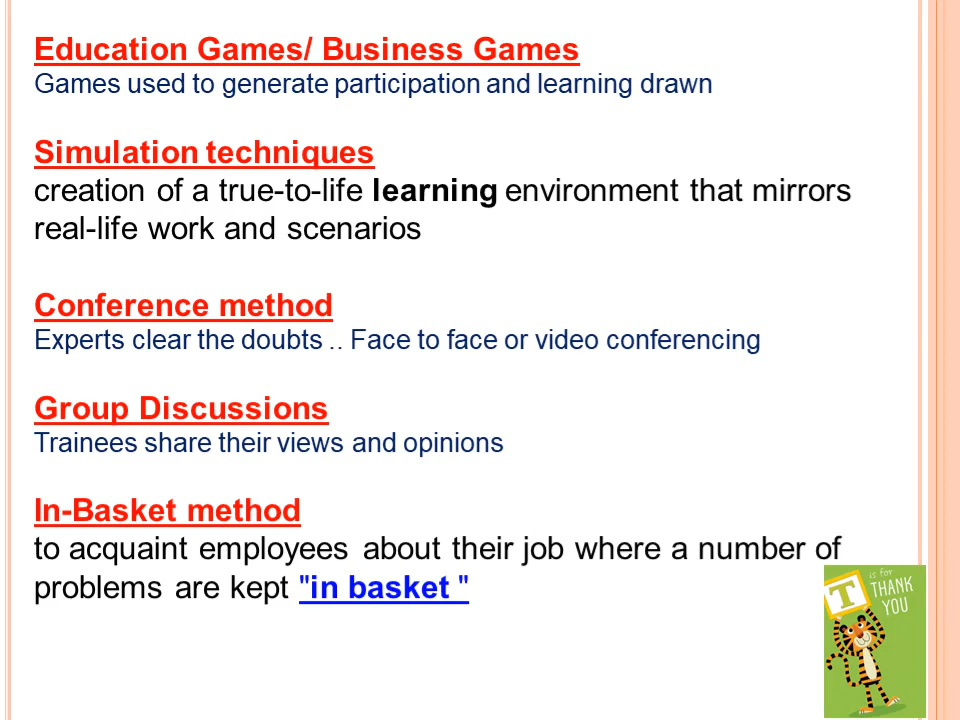 Education Games/ Business Games
Games used to generate participation and learning drawn
Simulation techniques
creation of a true-to-life learning environment that mirrors
real-life work and scenarios
Conference method
Experts clear the doubts .. Face to face or video conferencing
Group Discussions
Trainees share their views and opinions
In-Basket method
to acquaint employees about their job where a number of
problems are kept "in basket "
T
is for
THANK
YOU